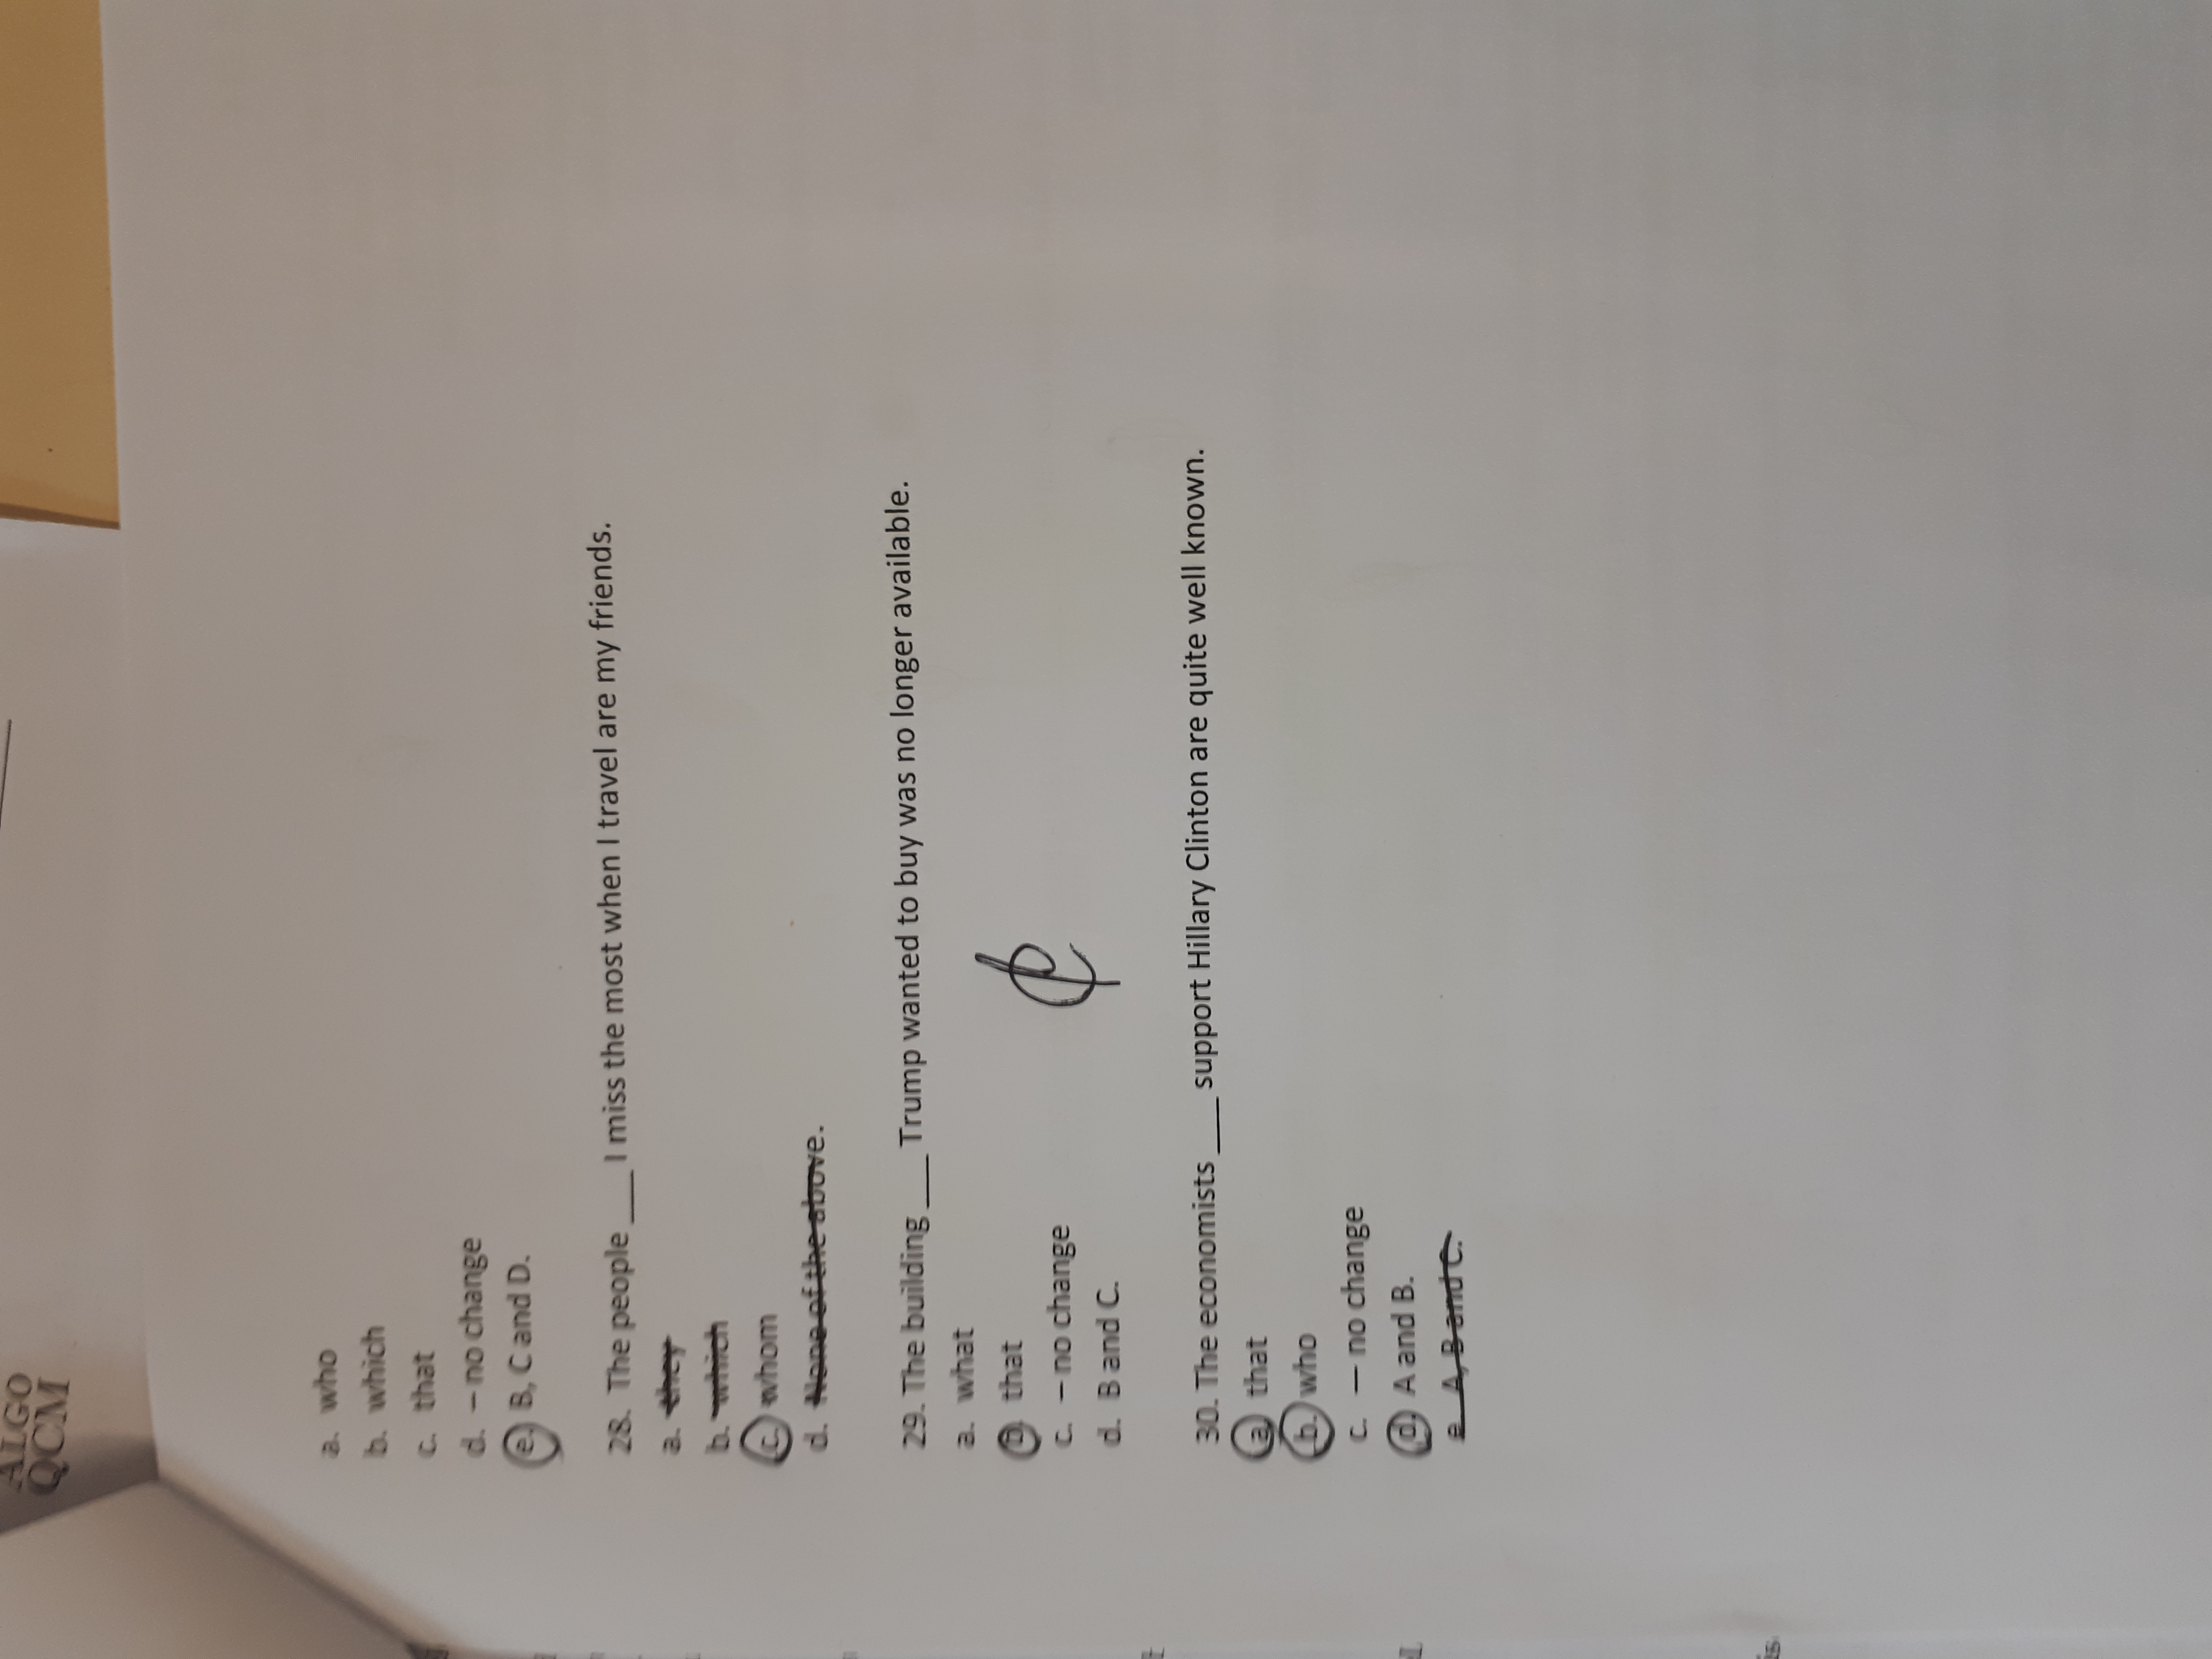 ALGO
QCM
a. who
b. which
c. that
d. – no change
e. B, C and D.
28. The people ___ I miss the most when I travel are my friends.
a. they
b. which
c. whom
d. None of the above.
29. The building ___ Trump wanted to buy was no longer available.
a. what
b. that
c. – no change
d. B and C.
30. The economists ___ support Hillary Clinton are quite well known.
a. that
b. who
c. — no change
d. A and B.
e. A, B and C.
is